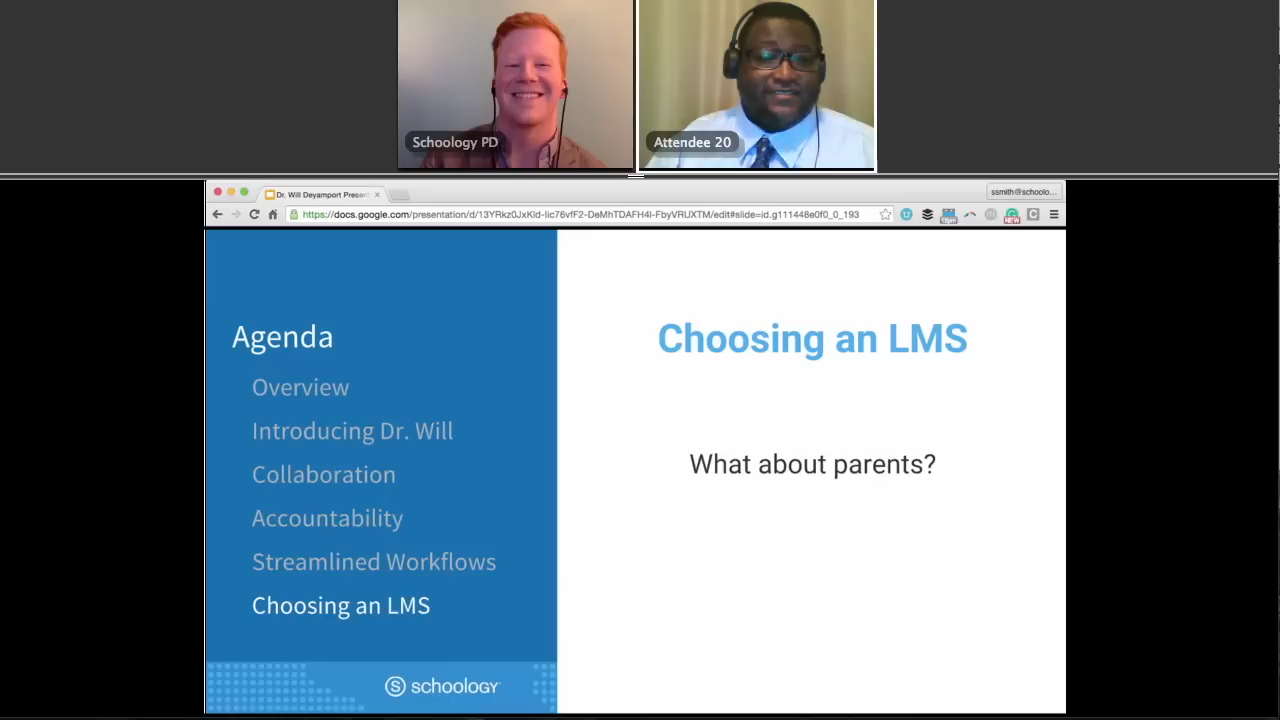 Schoology PD
Attendee 20
Dr. Will Deyamport Presen
ssmith@schoolo...
https://docs.google.com/presentation/d/13YRkz0JxKld-Iic76vfF2-DeMhTDAFH4l-FbyVRUXTM/edit#slide=id.g111448e0f0_0_193
NEW
Agenda
Overview
Introducing Dr. Will
Collaboration
Accountability
Streamlined Workflows
Choosing an LMS
schoology
Choosing an LMS
What about parents?